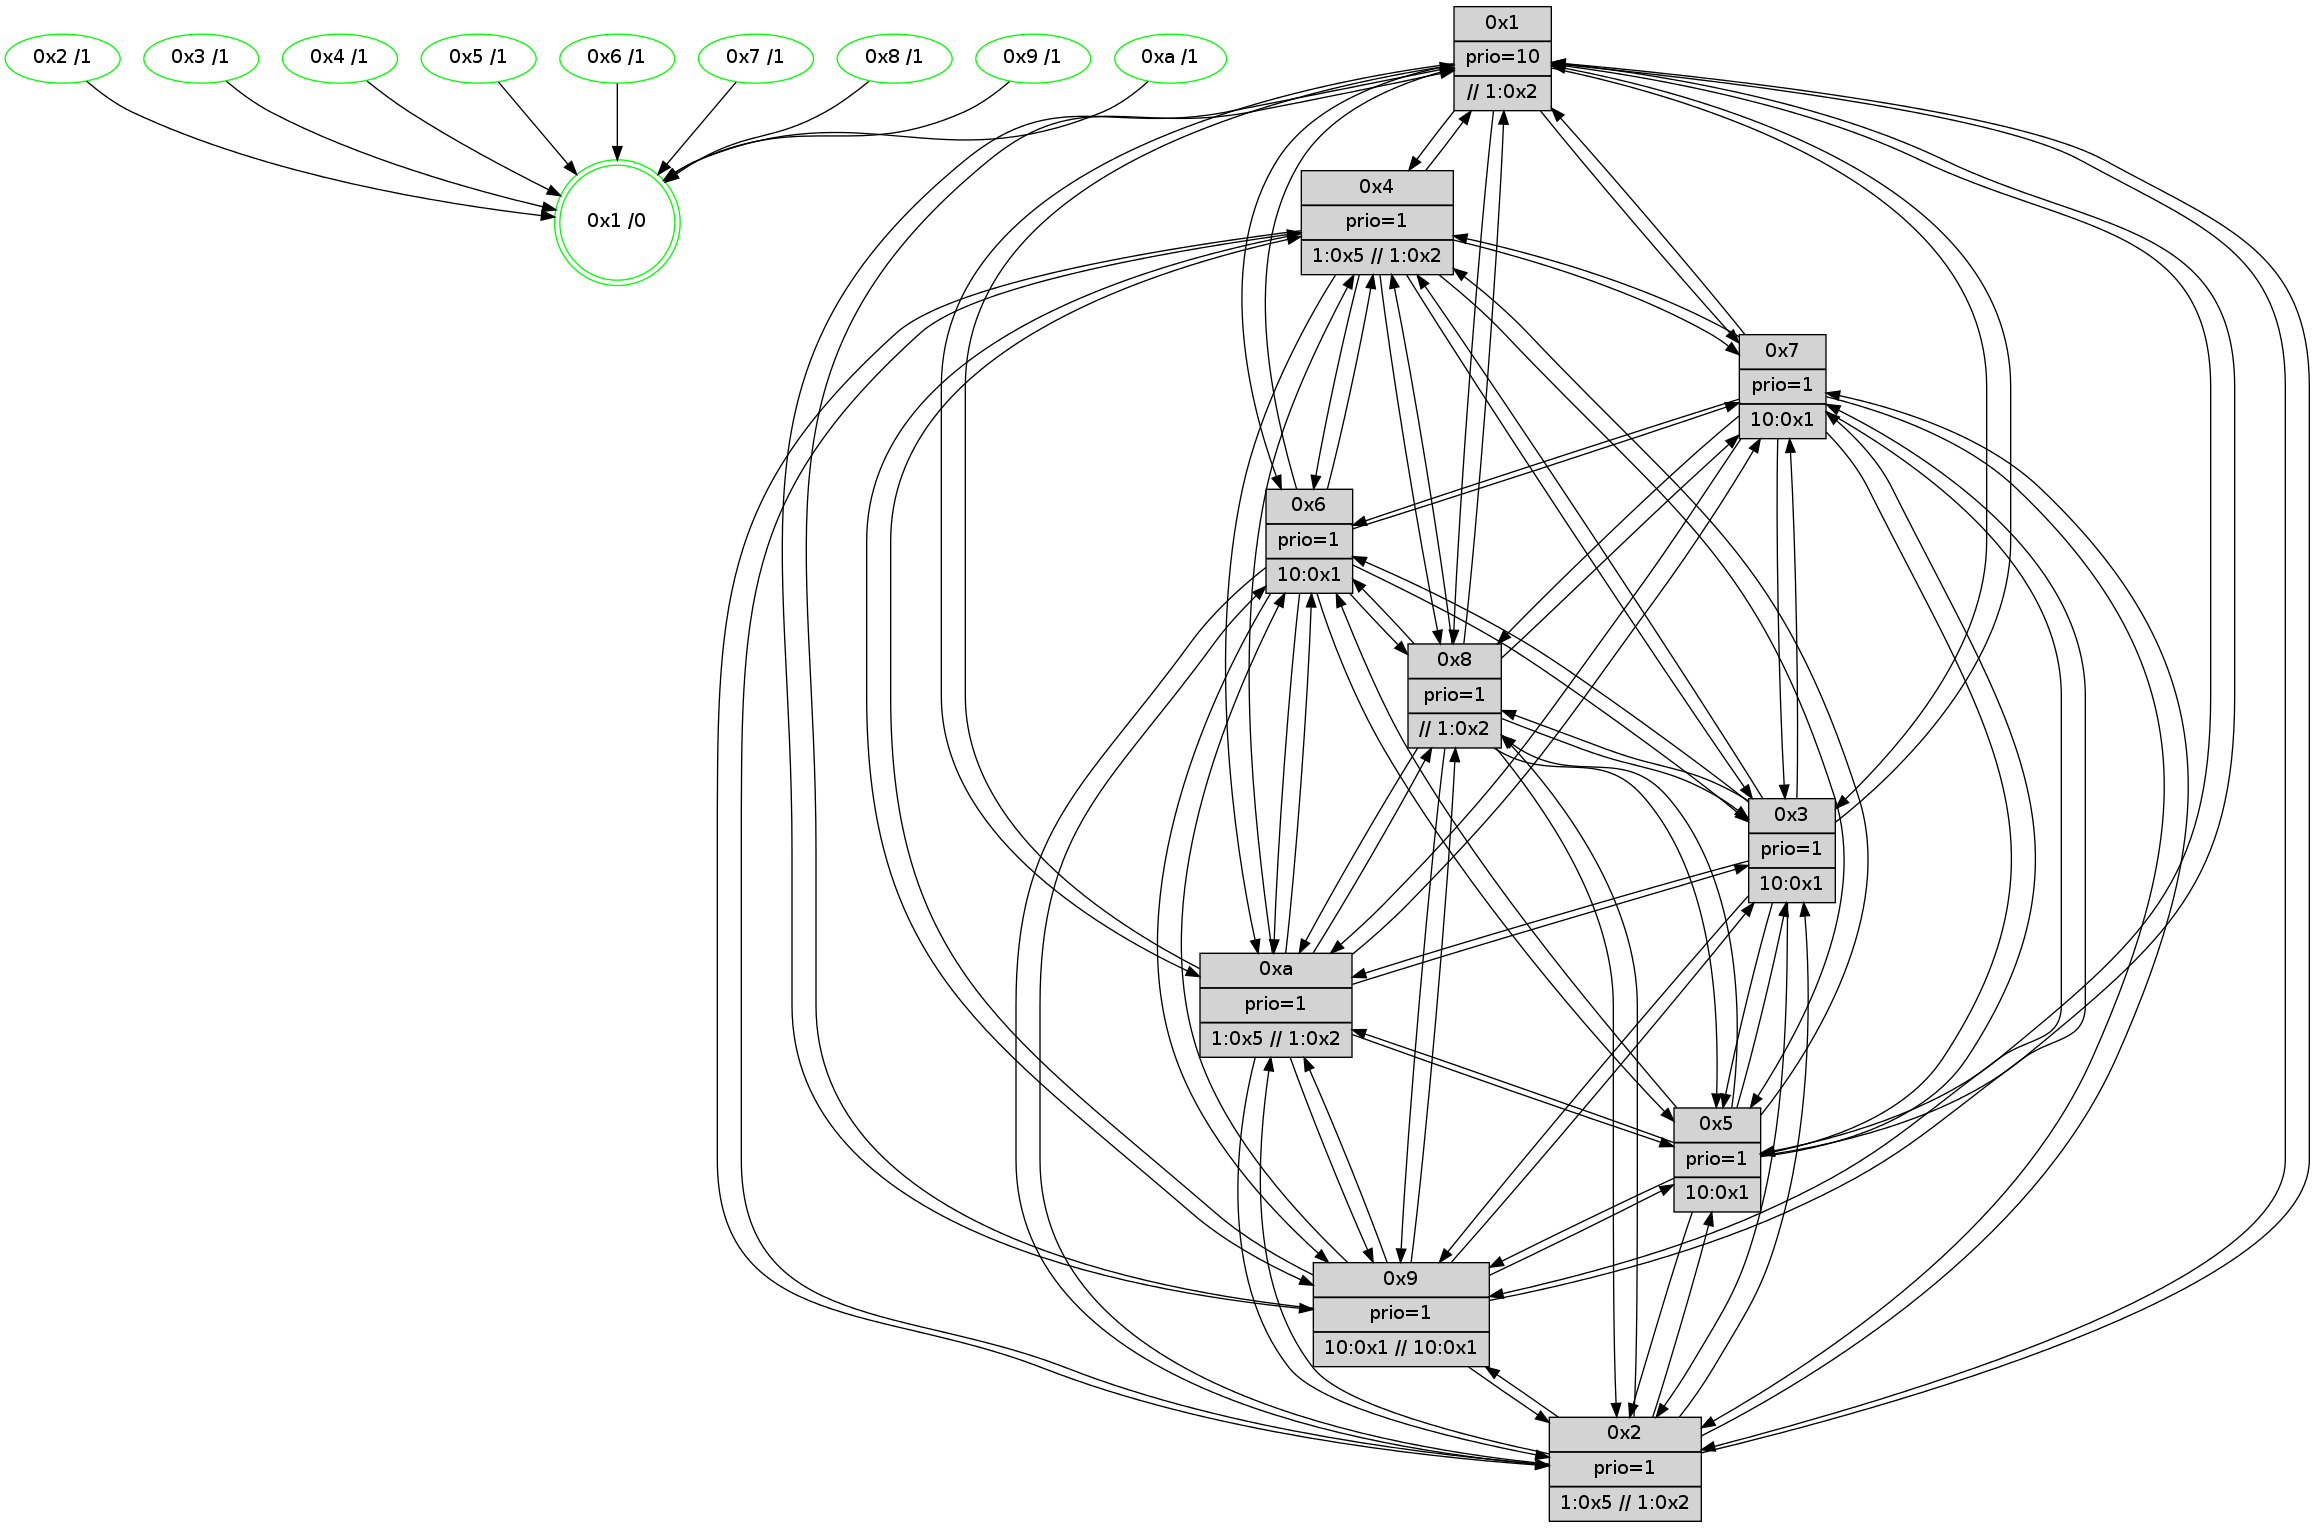 0x2 /1
0x3 /1
0x4 /1
0x5 /1
0x6 /1
0x7 /1
0x8 /1
0x9 /1
0xa /1
0x1 /0
0x1
prio=10
// 1:0x2
0x4
prio=1
1:0x5 // 1:0x2
0x7
prio=1
10:0x1
0x6
prio=1
10:0x1
0x8
prio=1
// 1:0x2
0x3
prio=1
10:0x1
0xa
prio=1
1:0x5 // 1:0x2
0x5
prio=1
10:0x1
0x9
prio=1
10:0x1 // 10:0x1
0x2
prio=1
1:0x5 // 1:0x2